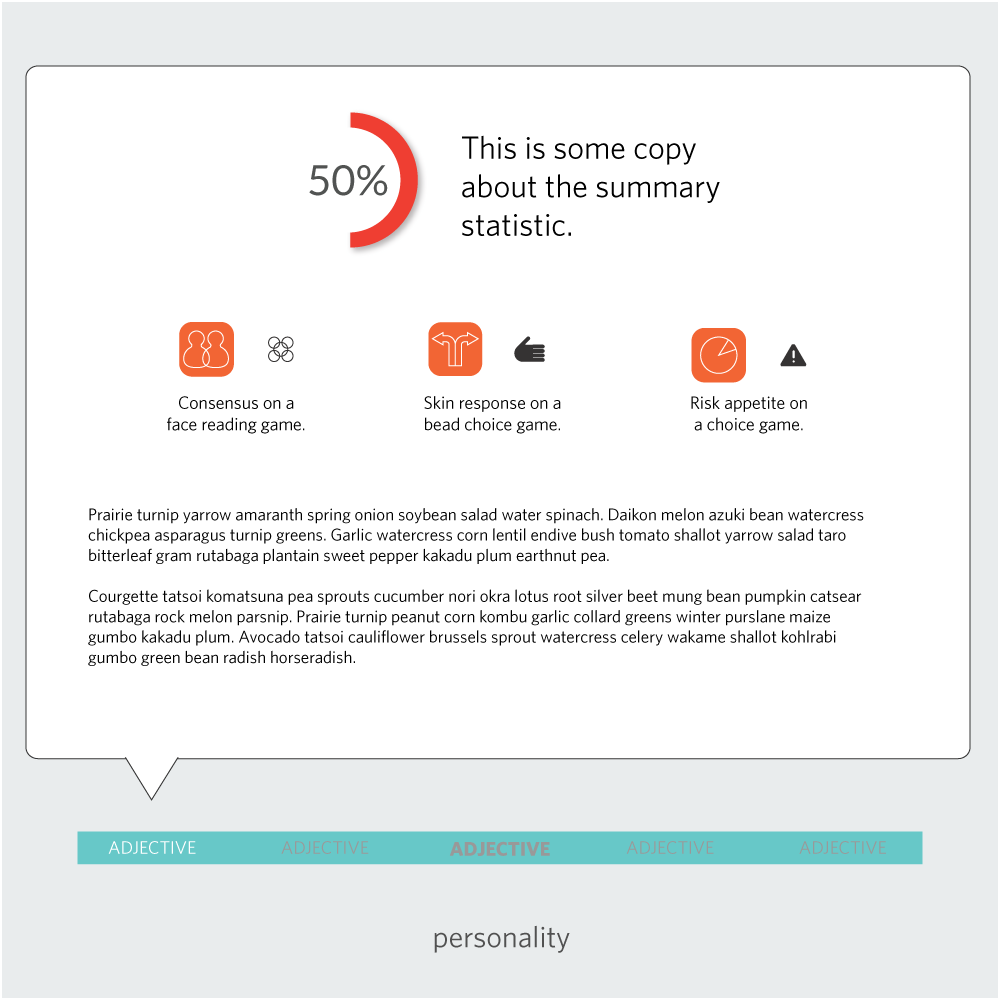 50%
This is some copy
about the summary
statistic.
Consensus on a
face reading game.
Skin response on a
bead choice game.
Risk appetite on
a choice game.
Prairie turnip yarrow amaranth spring onion soybean salad water spinach. Daikon melon azuki bean watercress
chickpea asparagus turnip greens. Garlic watercress corn lentil endive bush tomato shallot yarrow salad taro
bitterleaf gram rutabaga plantain sweet pepper kakadu plum earthnut pea.
Courgette tatsoi komatsuna pea sprouts cucumber nori okra lotus root silver beet mung bean pumpkin catsear
rutabaga rock melon parsnip. Prairie turnip peanut corn kombu garlic collard greens winter purslane maize
gumbo kakadu plum. Avocado tatsoi cauliflower brussels sprout watercress celery wakame shallot kohlrabi
gumbo green bean radish horseradish.
ADJECTIVE ADJECTIVE ADJECTIVE ADJECTIVE ADJECTIVE
personality